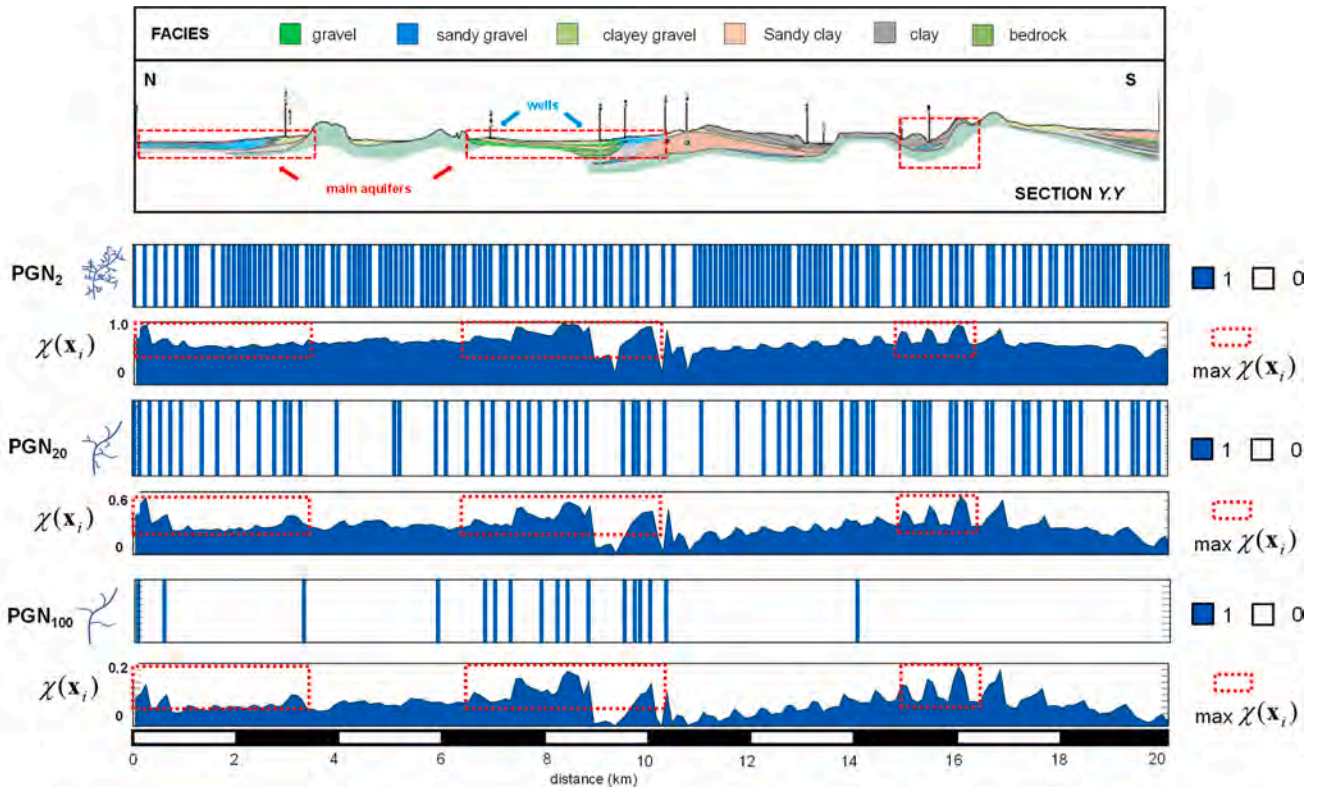 FACIES gravel sandy gravel clayey gravel Sandy clay clay bedrock
N S
wells
main aquifers
SECTION Y.Y
PGN2 1 0
1.0
χ(xᵢ)
0
max χ(xᵢ)
PGN20 1 0
0.6
χ(xᵢ)
0
max χ(xᵢ)
PGN100 1 0
0.2
χ(xᵢ)
0
max χ(xᵢ)
0 2 4 6 8 10 12 14 16 18 20
distance (km)